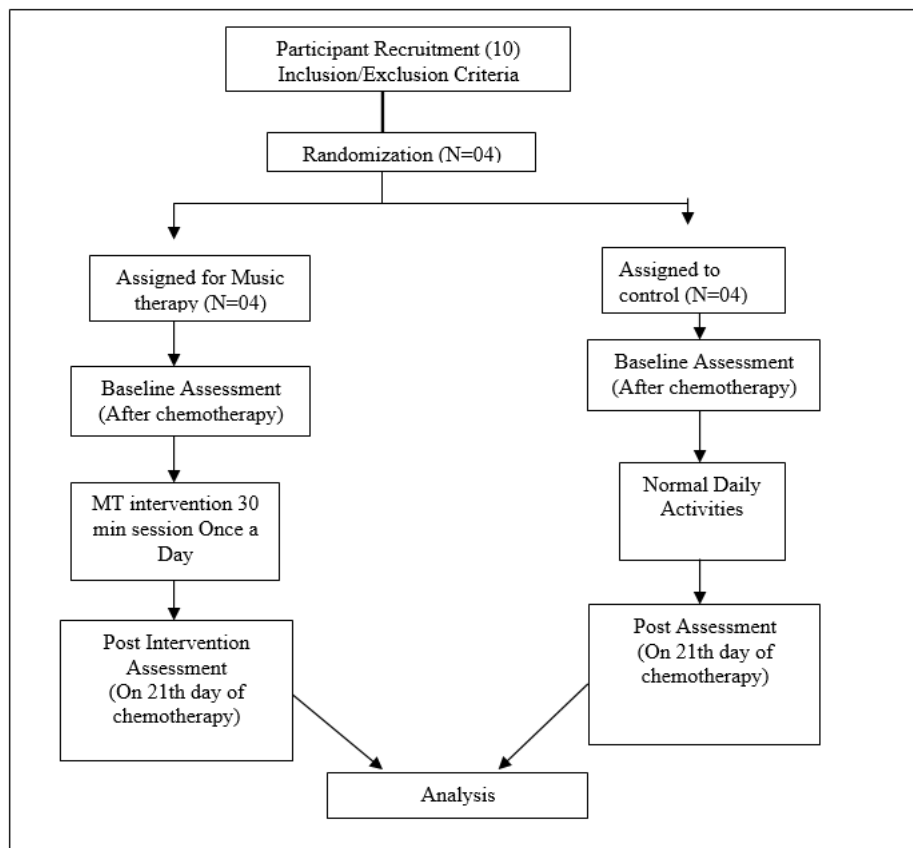 Participant Recruitment (10)
Inclusion/Exclusion Criteria
Randomization (N=04)
Assigned for Music
therapy (N=04)
Baseline Assessment
(After chemotherapy)
MT intervention 30
min session Once a
Day
Post Intervention
Assessment
(On 21th day of
chemotherapy)
Assigned to
control (N=04)
Baseline Assessment
(After chemotherapy)
Normal Daily
Activities
Post Assessment
(On 21th day of
chemotherapy)
Analysis